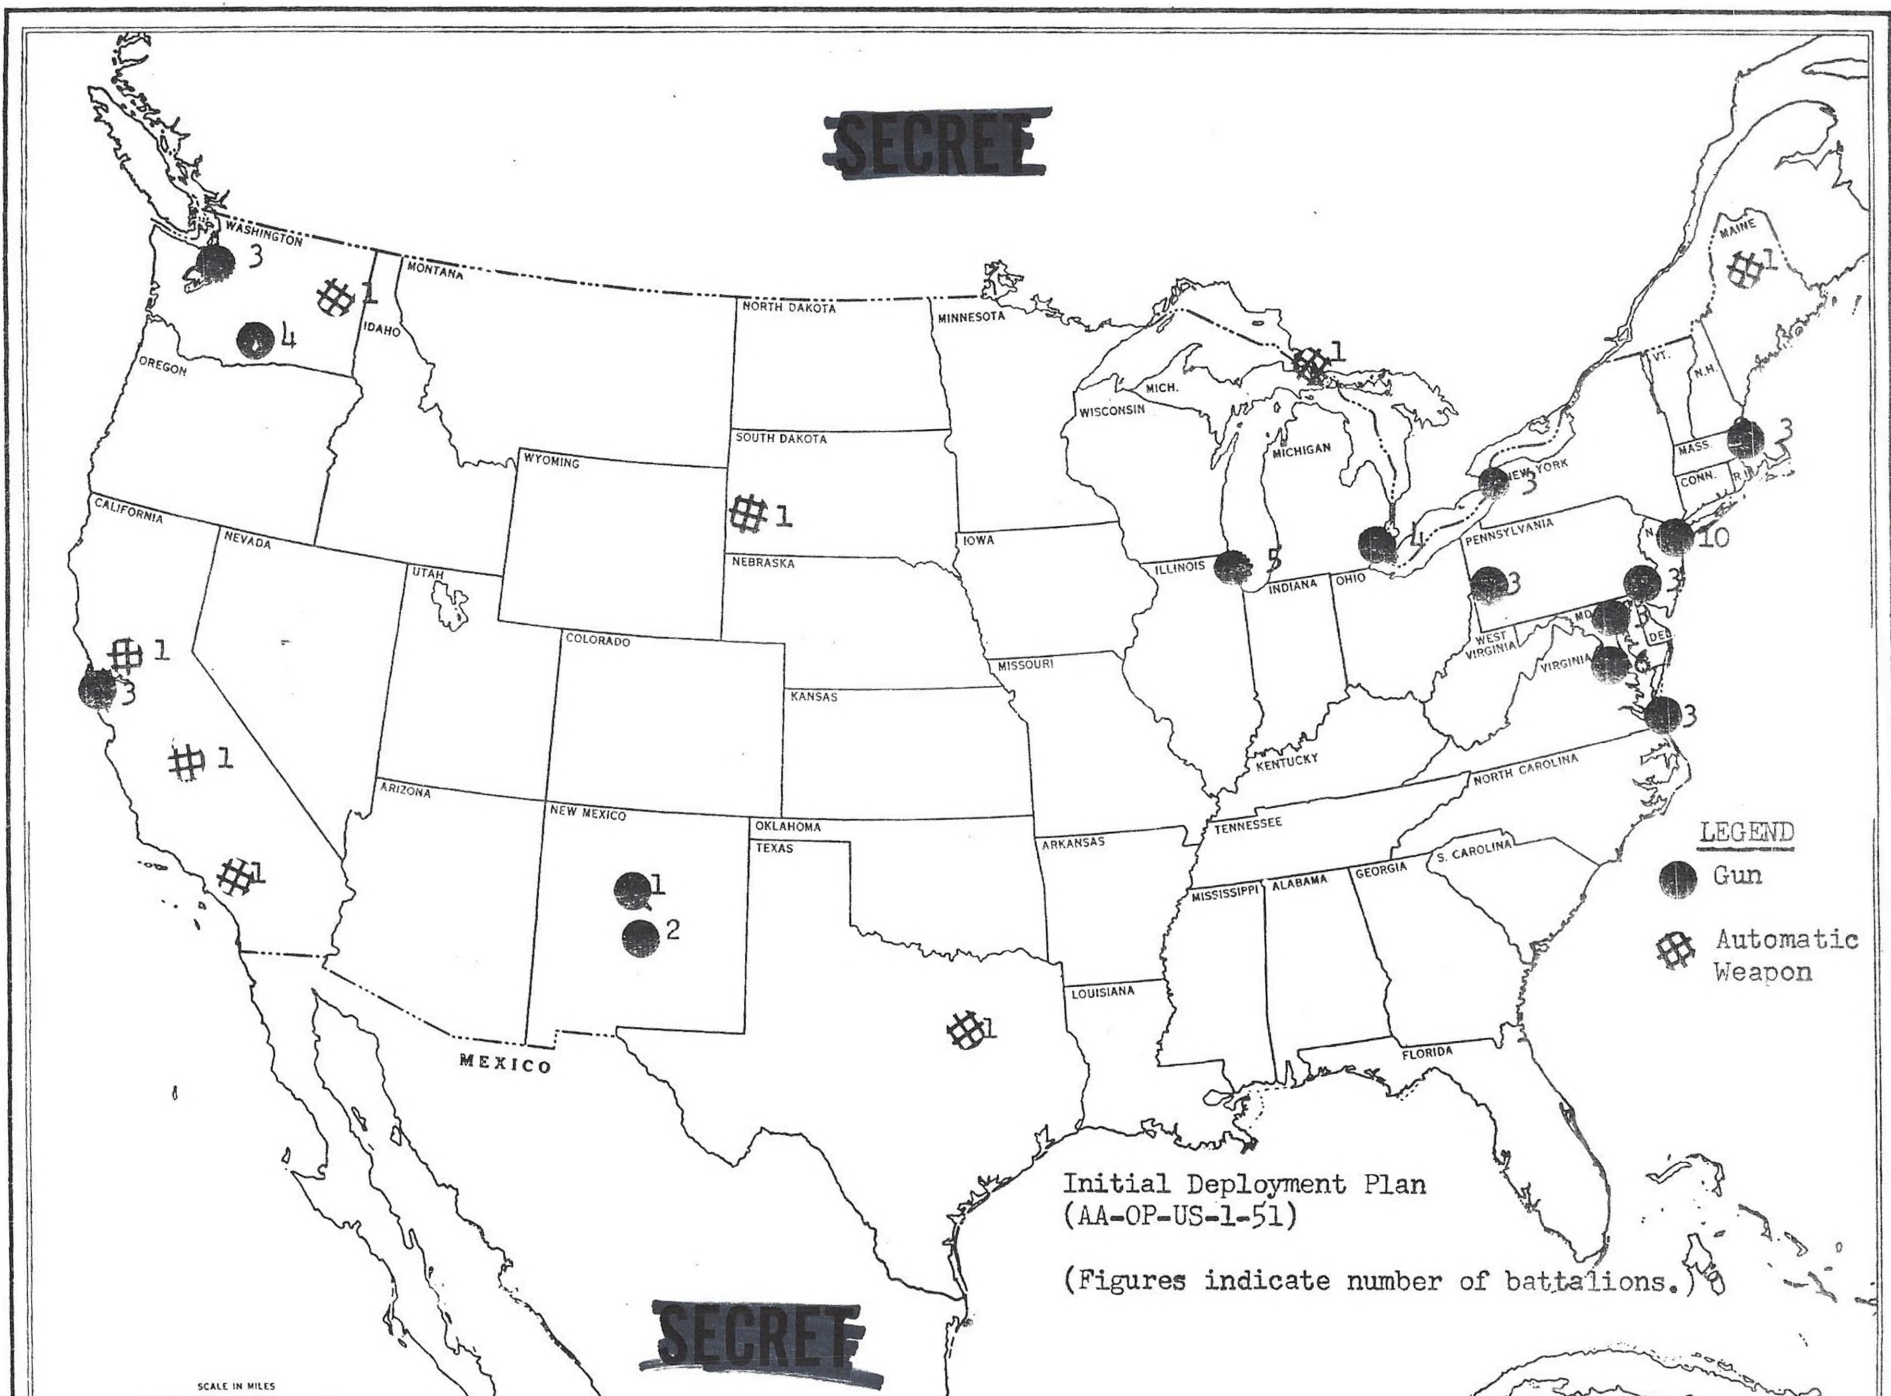 SECRET
WASHINGTON
3
1
4
MONTANA
IDAHO
OREGON
NORTH DAKOTA
MINNESOTA
MAINE
1
1
MICH.
WISCONSIN
MICHIGAN
VT.
N.H.
SOUTH DAKOTA
WYOMING
1
MASS.
3
CONN.
R.I.
NEW YORK
3
CALIFORNIA
NEVADA
UTAH
NEBRASKA
IOWA
ILLINOIS
5
INDIANA
OHIO
4
PENNSYLVANIA
3
N
10
3
MD
DEL
WEST
VIRGINIA
VIRGINIA
3
COLORADO
KANSAS
MISSOURI
1
3
1
KENTUCKY
NORTH CAROLINA
ARIZONA
NEW MEXICO
OKLAHOMA
TEXAS
ARKANSAS
TENNESSEE
S. CAROLINA
MISSISSIPPI
ALABAMA
GEORGIA
1
1
2
LOUISIANA
1
FLORIDA
MEXICO
LEGEND
Gun
Automatic
Weapon
Initial Deployment Plan
(AA-OP-US-1-51)
(Figures indicate number of battalions.)
SECRET
SCALE IN MILES